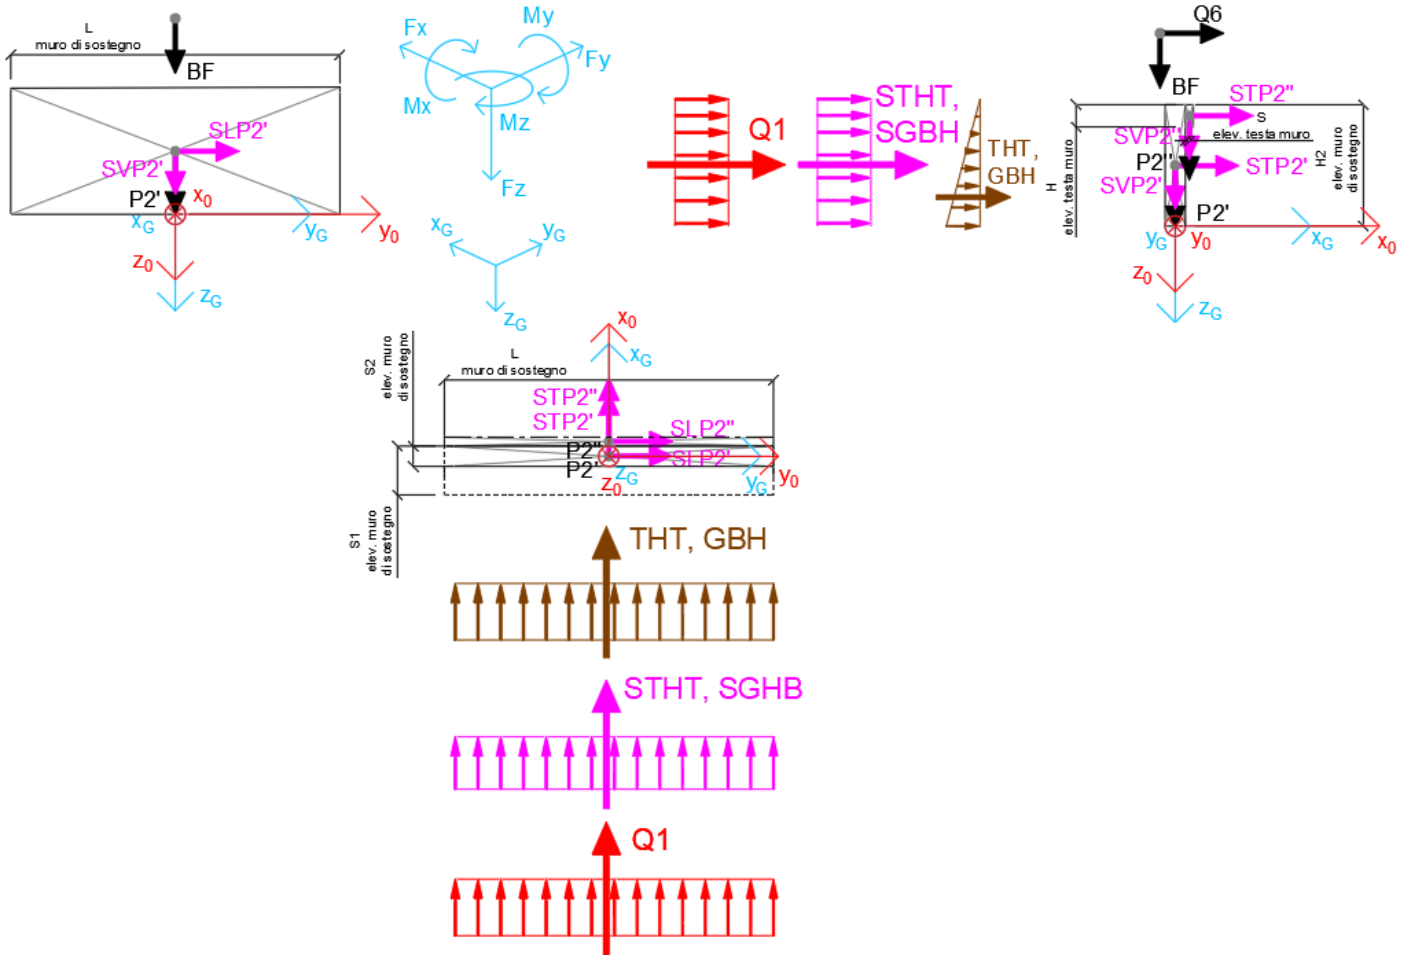 L
muro di sostegno
BF
SLP2'
SVP2'
P2'
x0
xG
yG
y0
z0
zG
Fx
My
Fy
Mx
Mz
Fz
xG
yG
zG
Q1
STHT,
SGBH
THT,
GBH
Q6
BF
STP2''
S
elev. testa muro
SVP2''
P2''
STP2'
SVP2'
P2'
H
elev. testa muro
H2
elev. muro
di sostegno
yG
y0
xG
x0
z0
zG
x0
xG
L
muro di sostegno
S2
elev. muro
di sostegno
STP2''
STP2'
SLP2''
P2''
SLP2'
P2'
zG
z0
yG
y0
S1
elev. muro
di sostegno
THT, GBH
STHT, SGHB
Q1